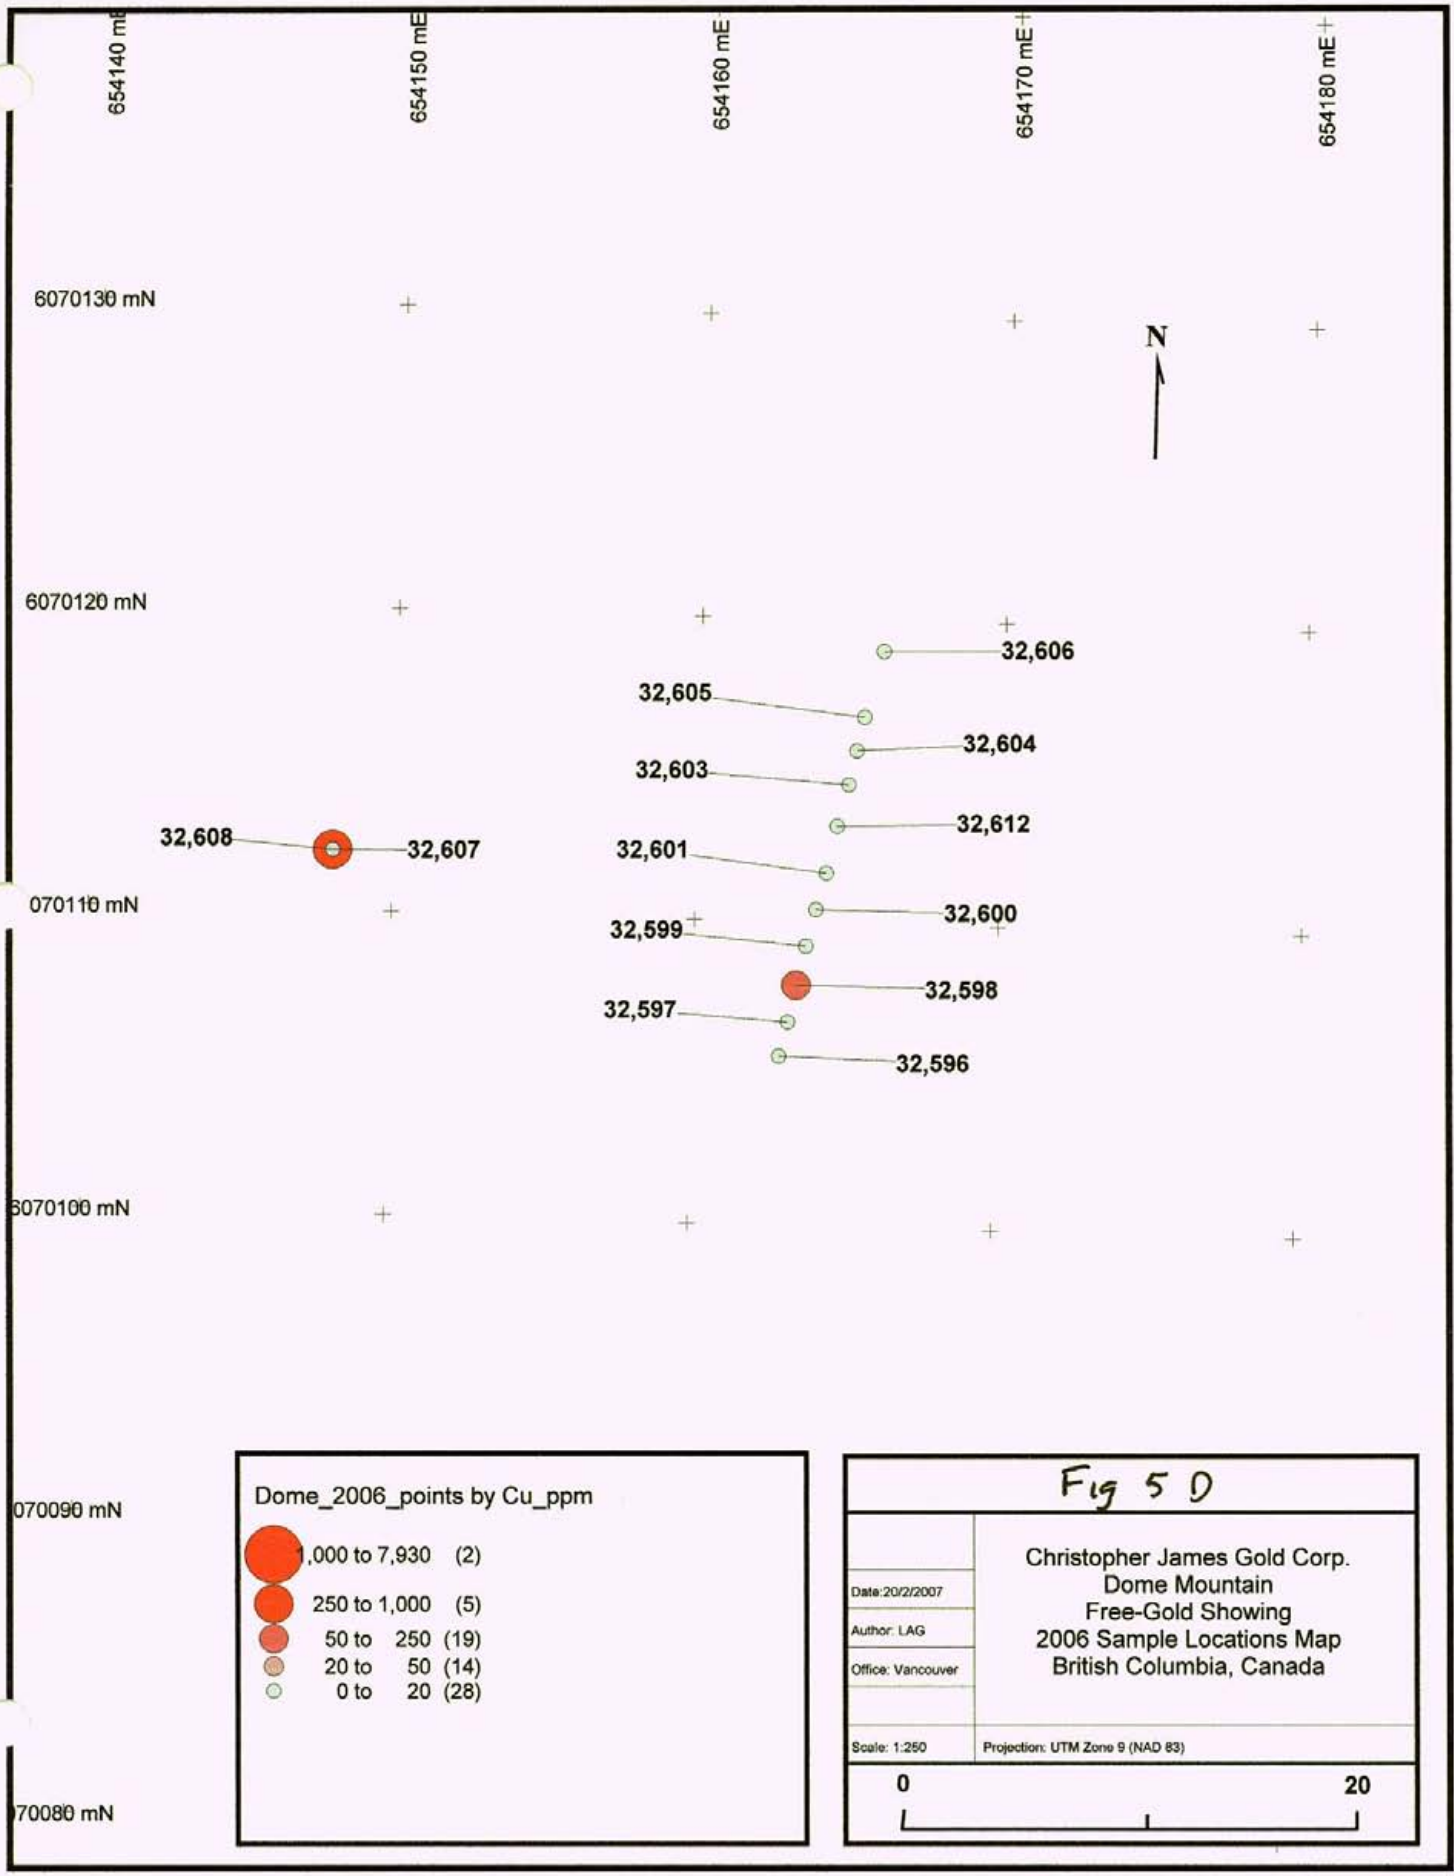 654140 mE
654150 mE
654160 mE
654170 mE
654180 mE
6070130 mN
N
6070120 mN
32,606
32,605
32,604
32,603
32,612
32,608
32,607
32,601
070110 mN
32,600
32,599
32,598
32,597
32,596
6070100 mN
070090 mN
Dome_2006_points by Cu_ppm
1,000 to 7,930 (2)
250 to 1,000 (5)
50 to 250 (19)
20 to 50 (14)
0 to 20 (28)
Fig 5 D
Christopher James Gold Corp.
Dome Mountain
Free-Gold Showing
2006 Sample Locations Map
British Columbia, Canada
Date:20/2/2007
Author: LAG
Office: Vancouver
Scale: 1:250
Projection: UTM Zone 9 (NAD 83)
0 20
70080 mN